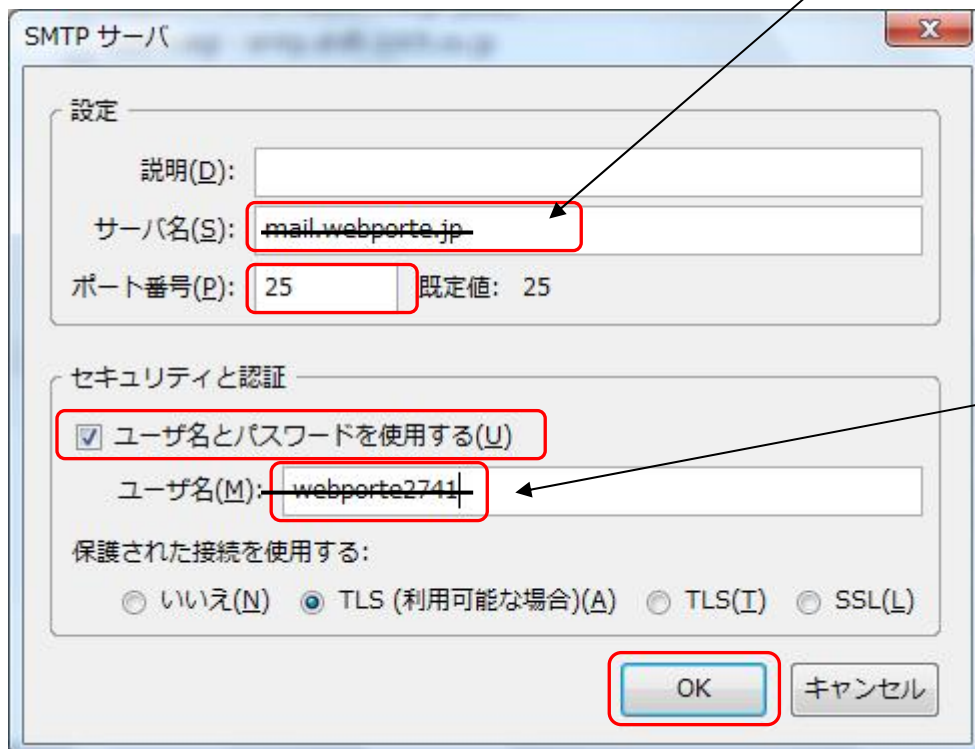 SMTP サーバ
設定
説明(D):
サーバ名(S): mail.webporte.jp
ポート番号(P): 25 既定値: 25
セキュリティと認証
ユーザ名とパスワードを使用する(U)
ユーザ名(M): webporte2741
保護された接続を使用する:
いいえ(N) TLS (利用可能な場合)(A) TLS(T) SSL(L)
OK キャンセル